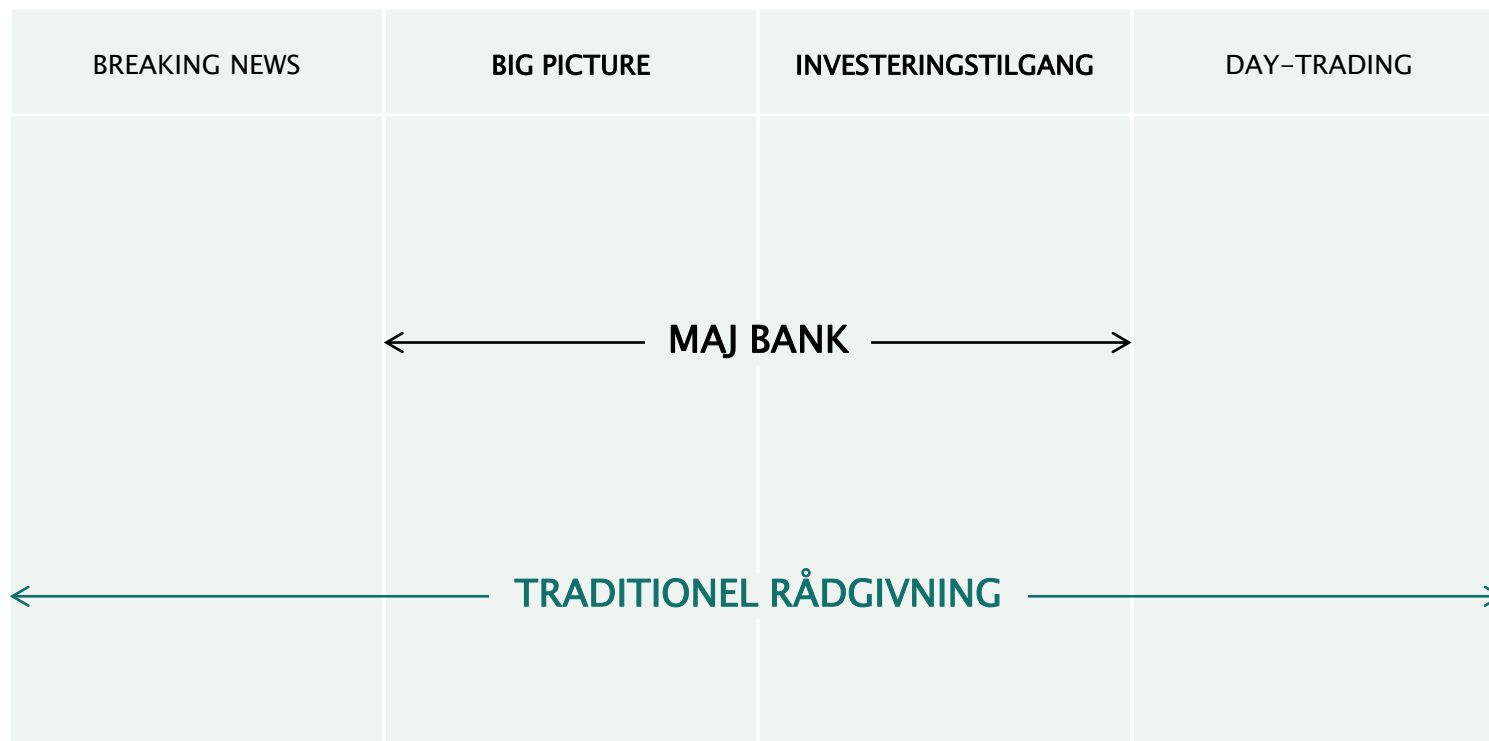 BREAKING NEWS
BIG PICTURE
INVESTERINGSTILGANG
DAY-TRADING
MAJ BANK
TRADITIONEL RÅDGIVNING